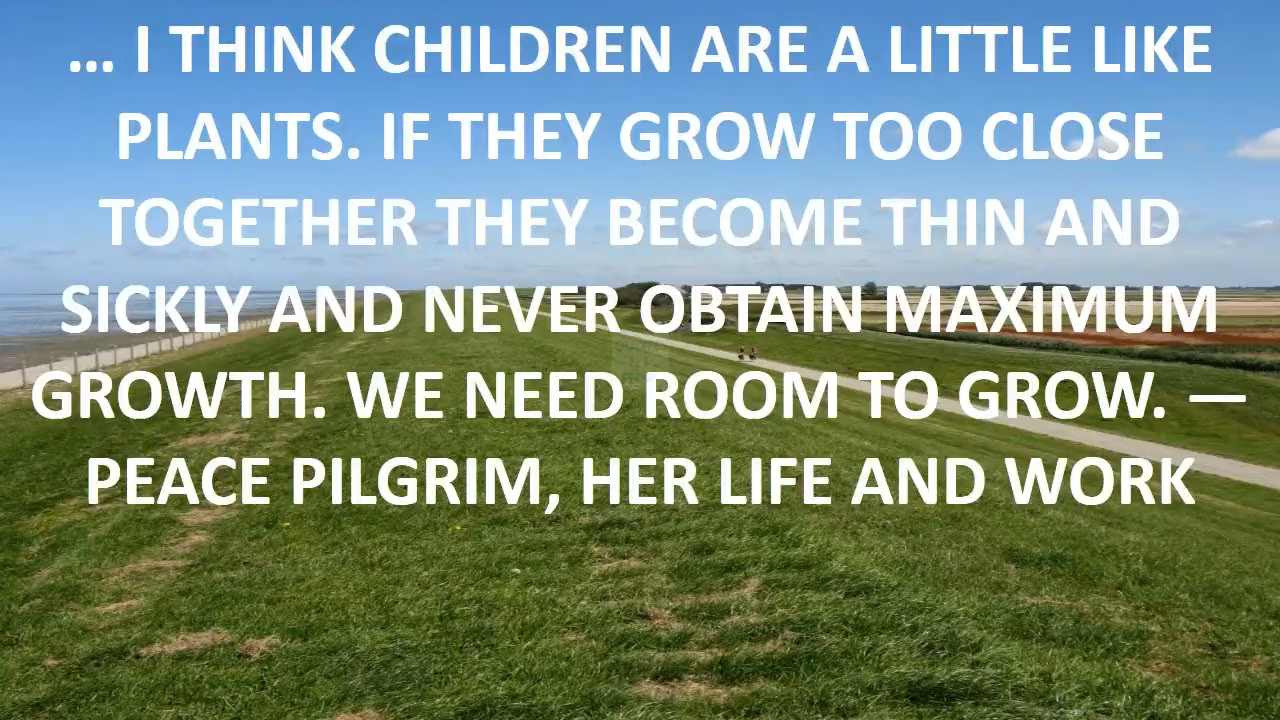 … I THINK CHILDREN ARE A LITTLE LIKE
PLANTS. IF THEY GROW TOO CLOSE
TOGETHER THEY BECOME THIN AND
SICKLY AND NEVER OBTAIN MAXIMUM
GROWTH. WE NEED ROOM TO GROW. —
PEACE PILGRIM, HER LIFE AND WORK